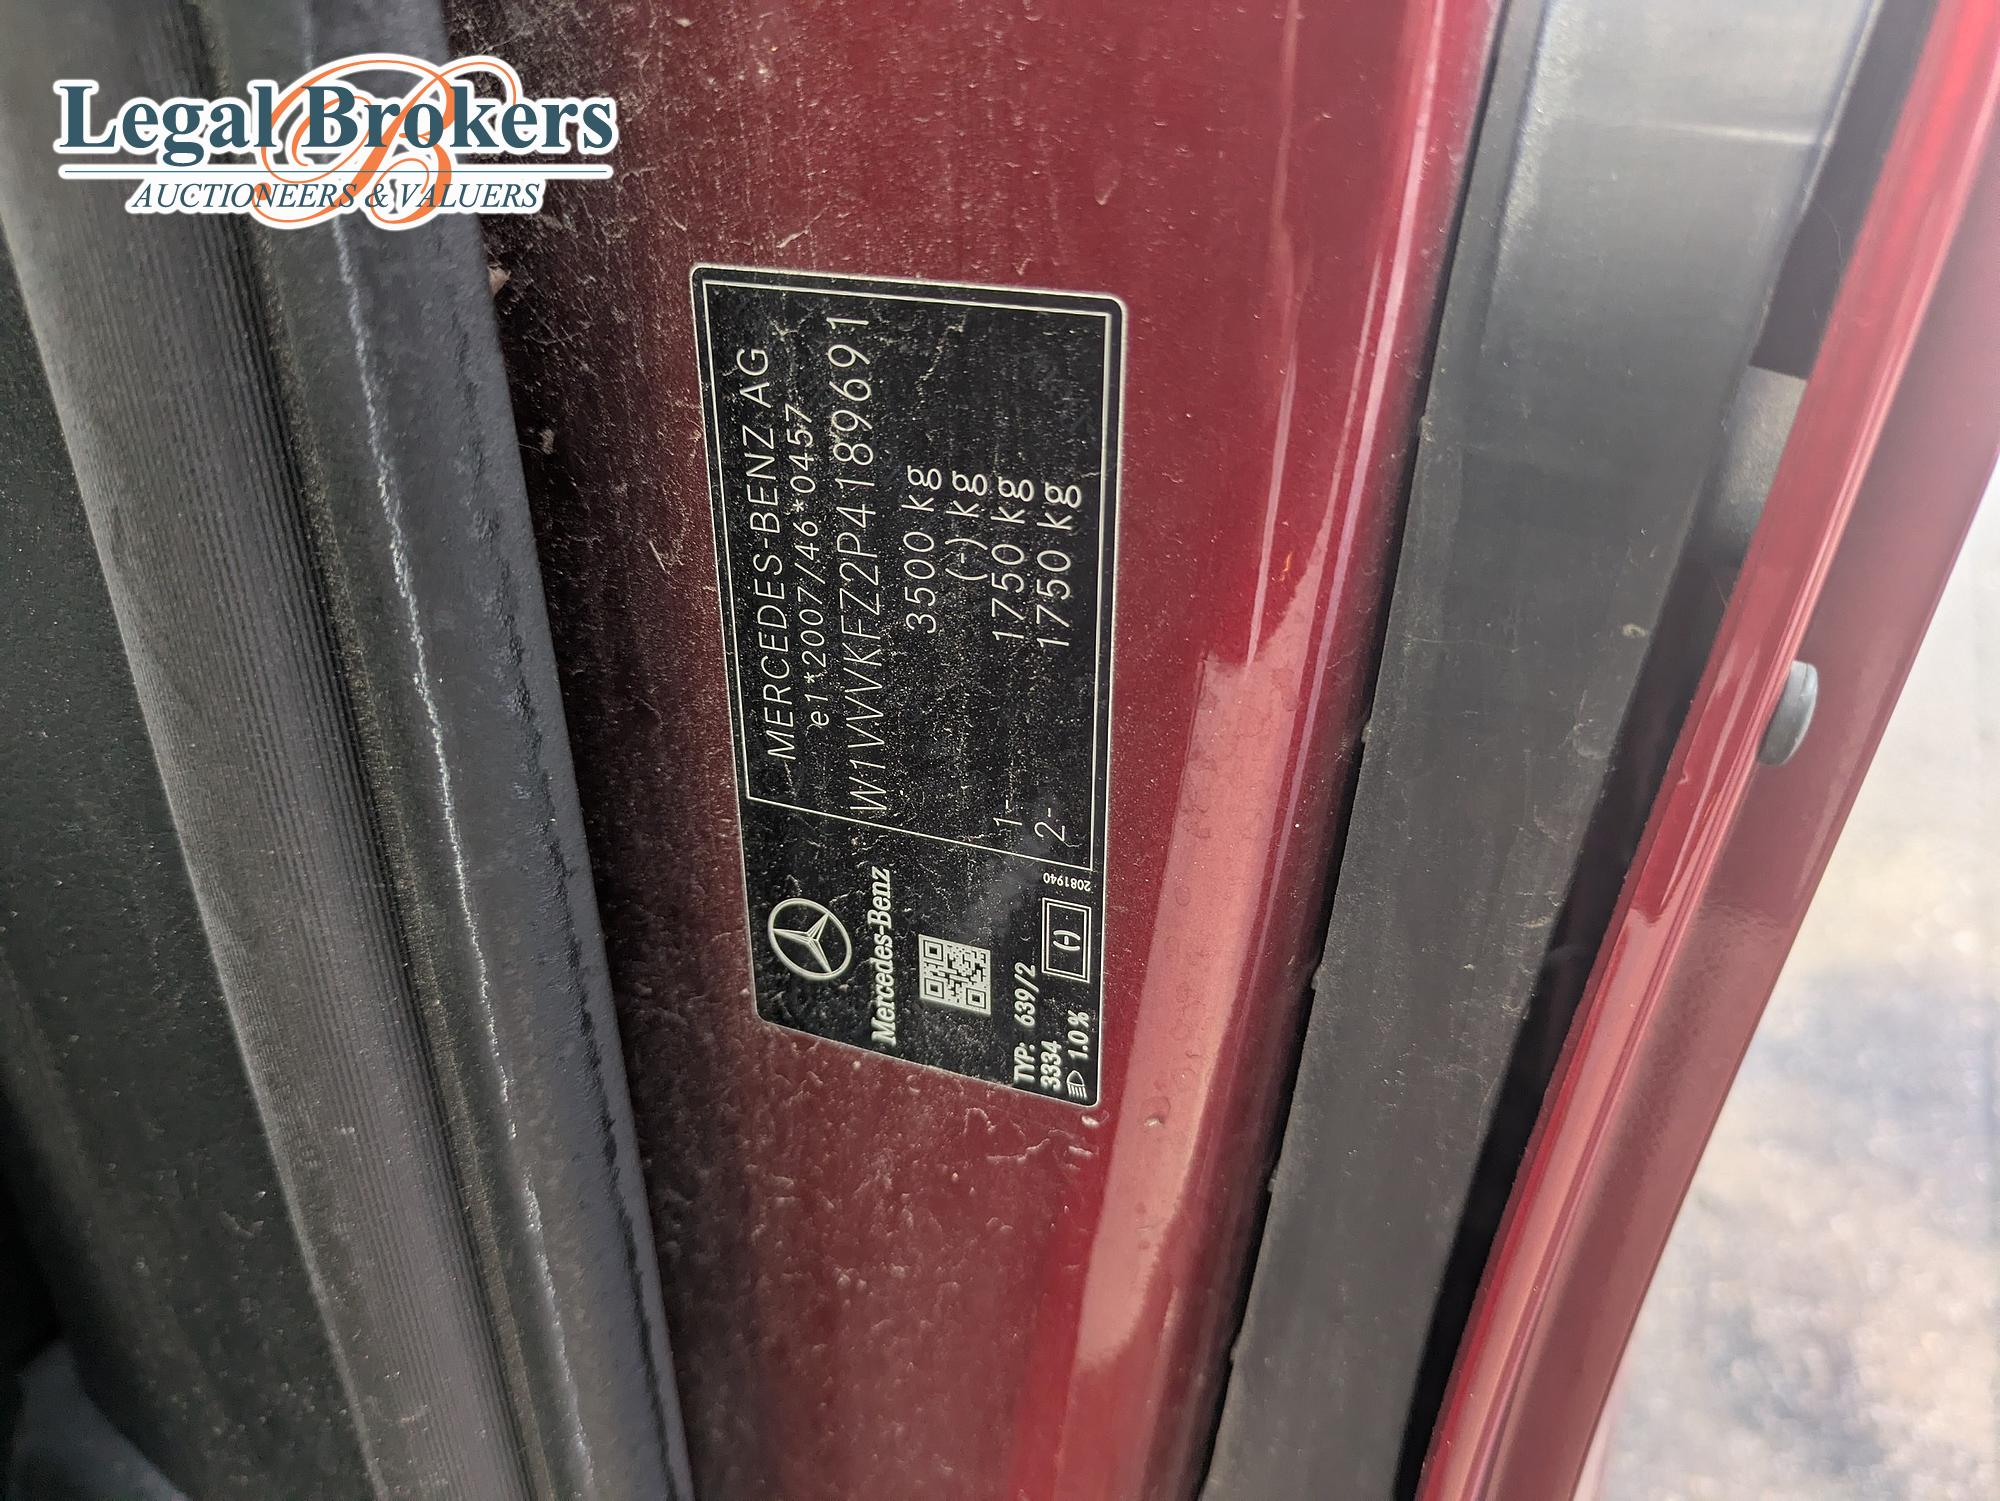 Legal Brokers
AUCTIONEERS & VALUERS
MERCEDES-BENZ AG
e1*2007/46*0457
W1VVVKFZ2P4189691
3500 kg
(-) kg
1- 1750 kg
2- 1750 kg
Mercedes-Benz
TYP: 639/2
3334
1.0%
(-)
2081940